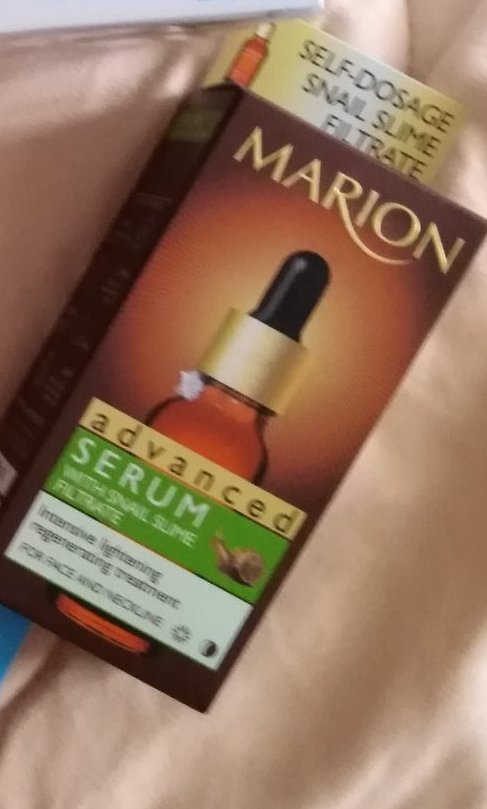 SELF-DOSAGE
SNAIL SLIME
FILTRATE
MARION
advanced
SERUM
WITH SNAIL SLIME
FILTRATE
Intensive lightening
regenerating treatment
FOR FACE AND NECKLINE